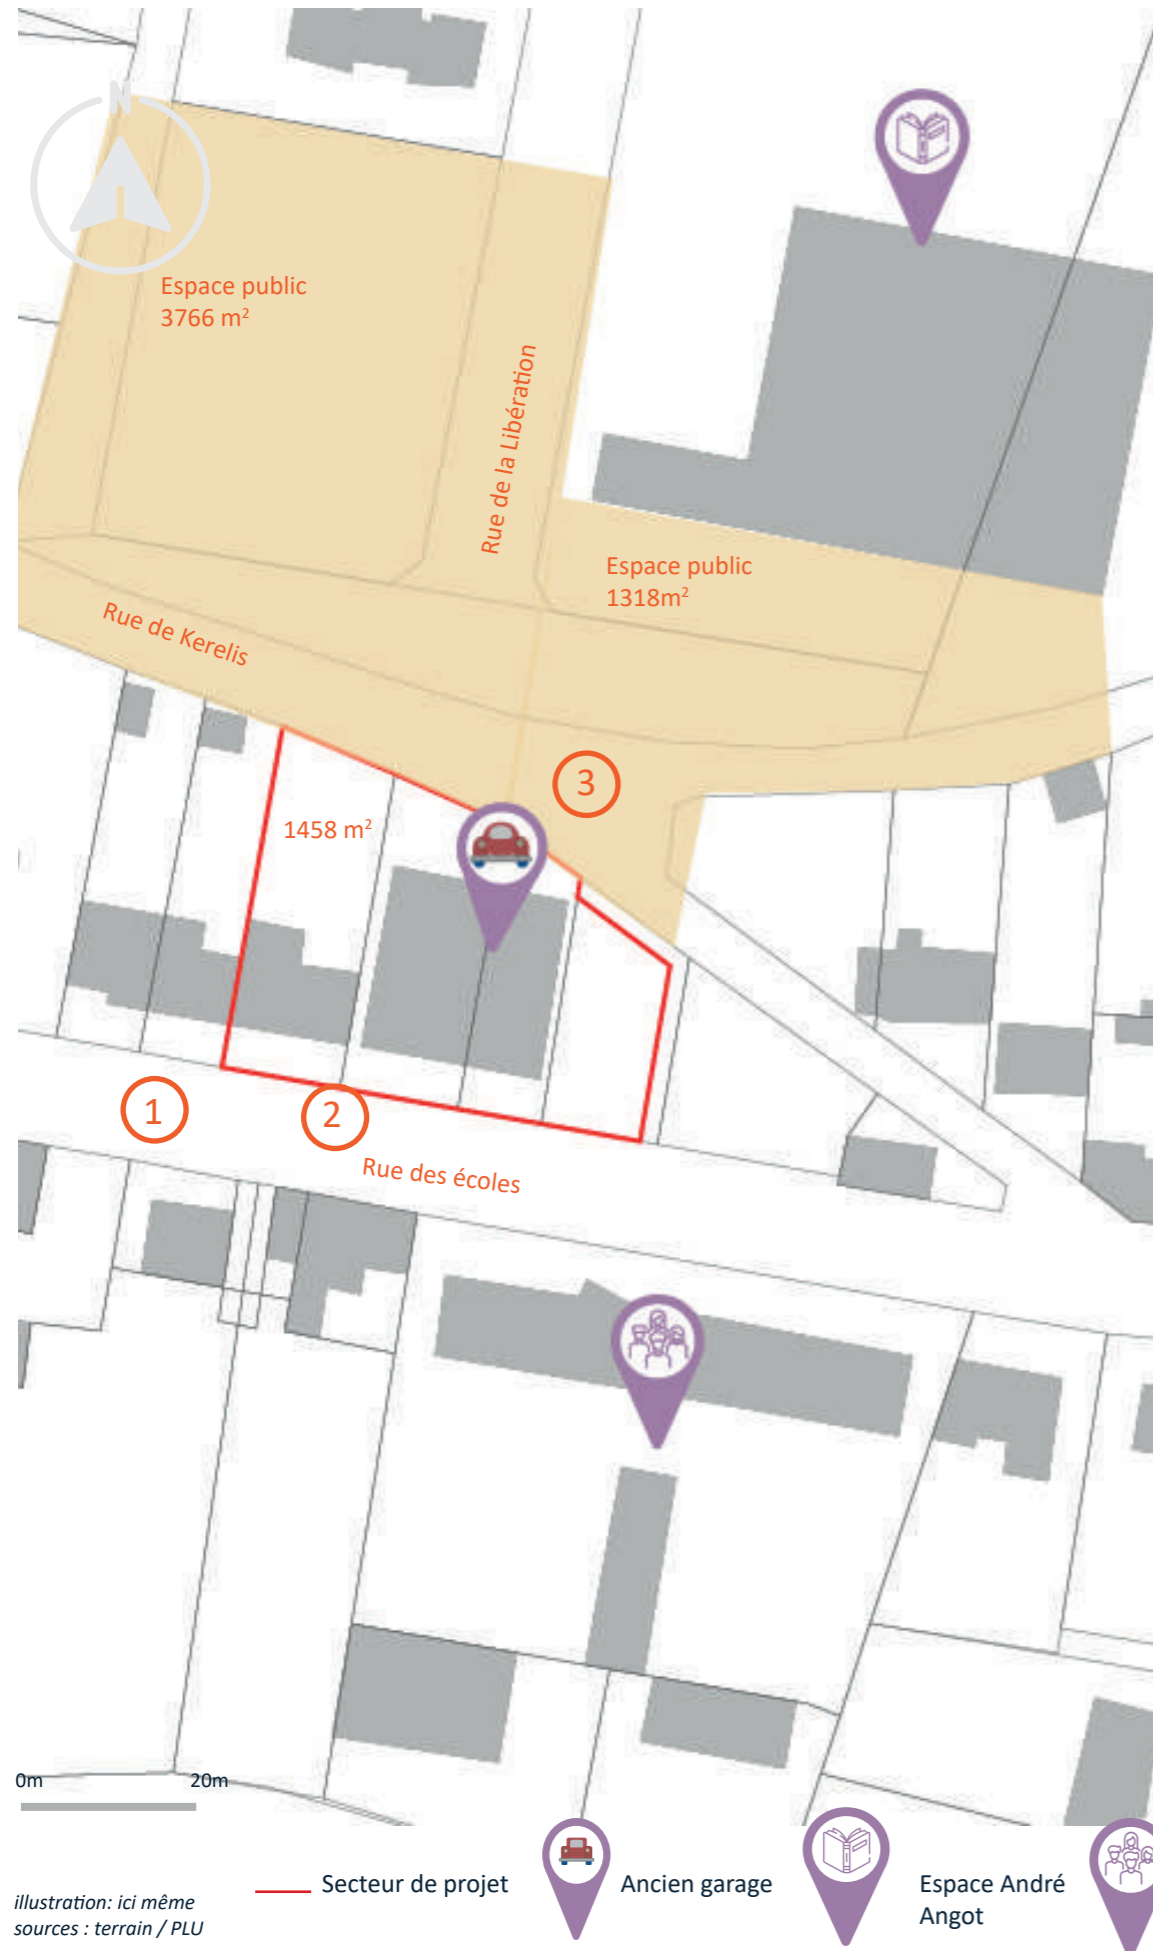 N
Espace public
3766 m²
Rue de la Libération
Espace public
1318m²
Rue de Kerelis
3
1458 m²
1
2
Rue des écoles
0m
20m
Secteur de projet
Ancien garage
Espace André
Angot
illustration: ici même
sources : terrain / PLU